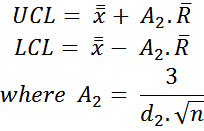 UCL = x̿ + A₂.R̄
LCL = x̿ − A₂.R̄
where A₂ = 3 / (d₂.√n)